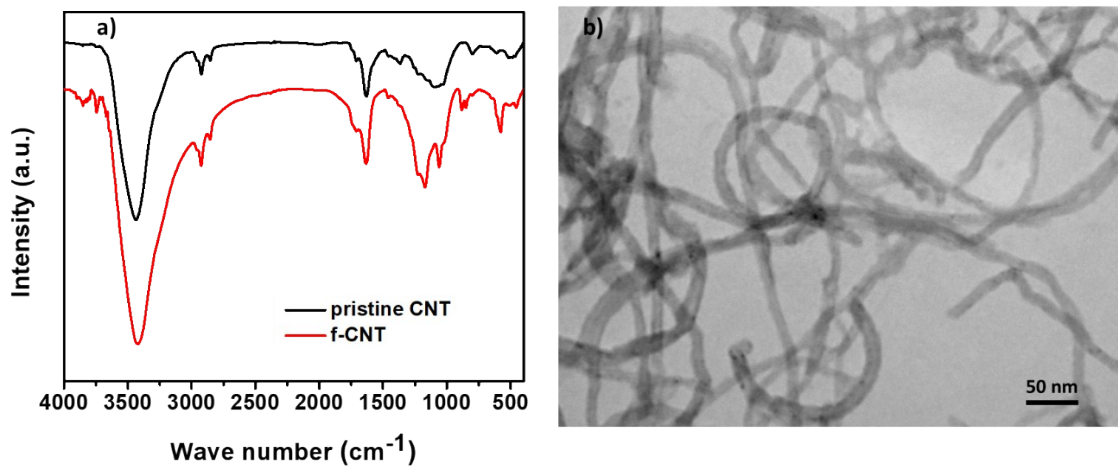 a)
Intensity (a.u.)
pristine CNT
f-CNT
4000 3500 3000 2500 2000 1500 1000 500
Wave number (cm⁻¹)
b)
50 nm